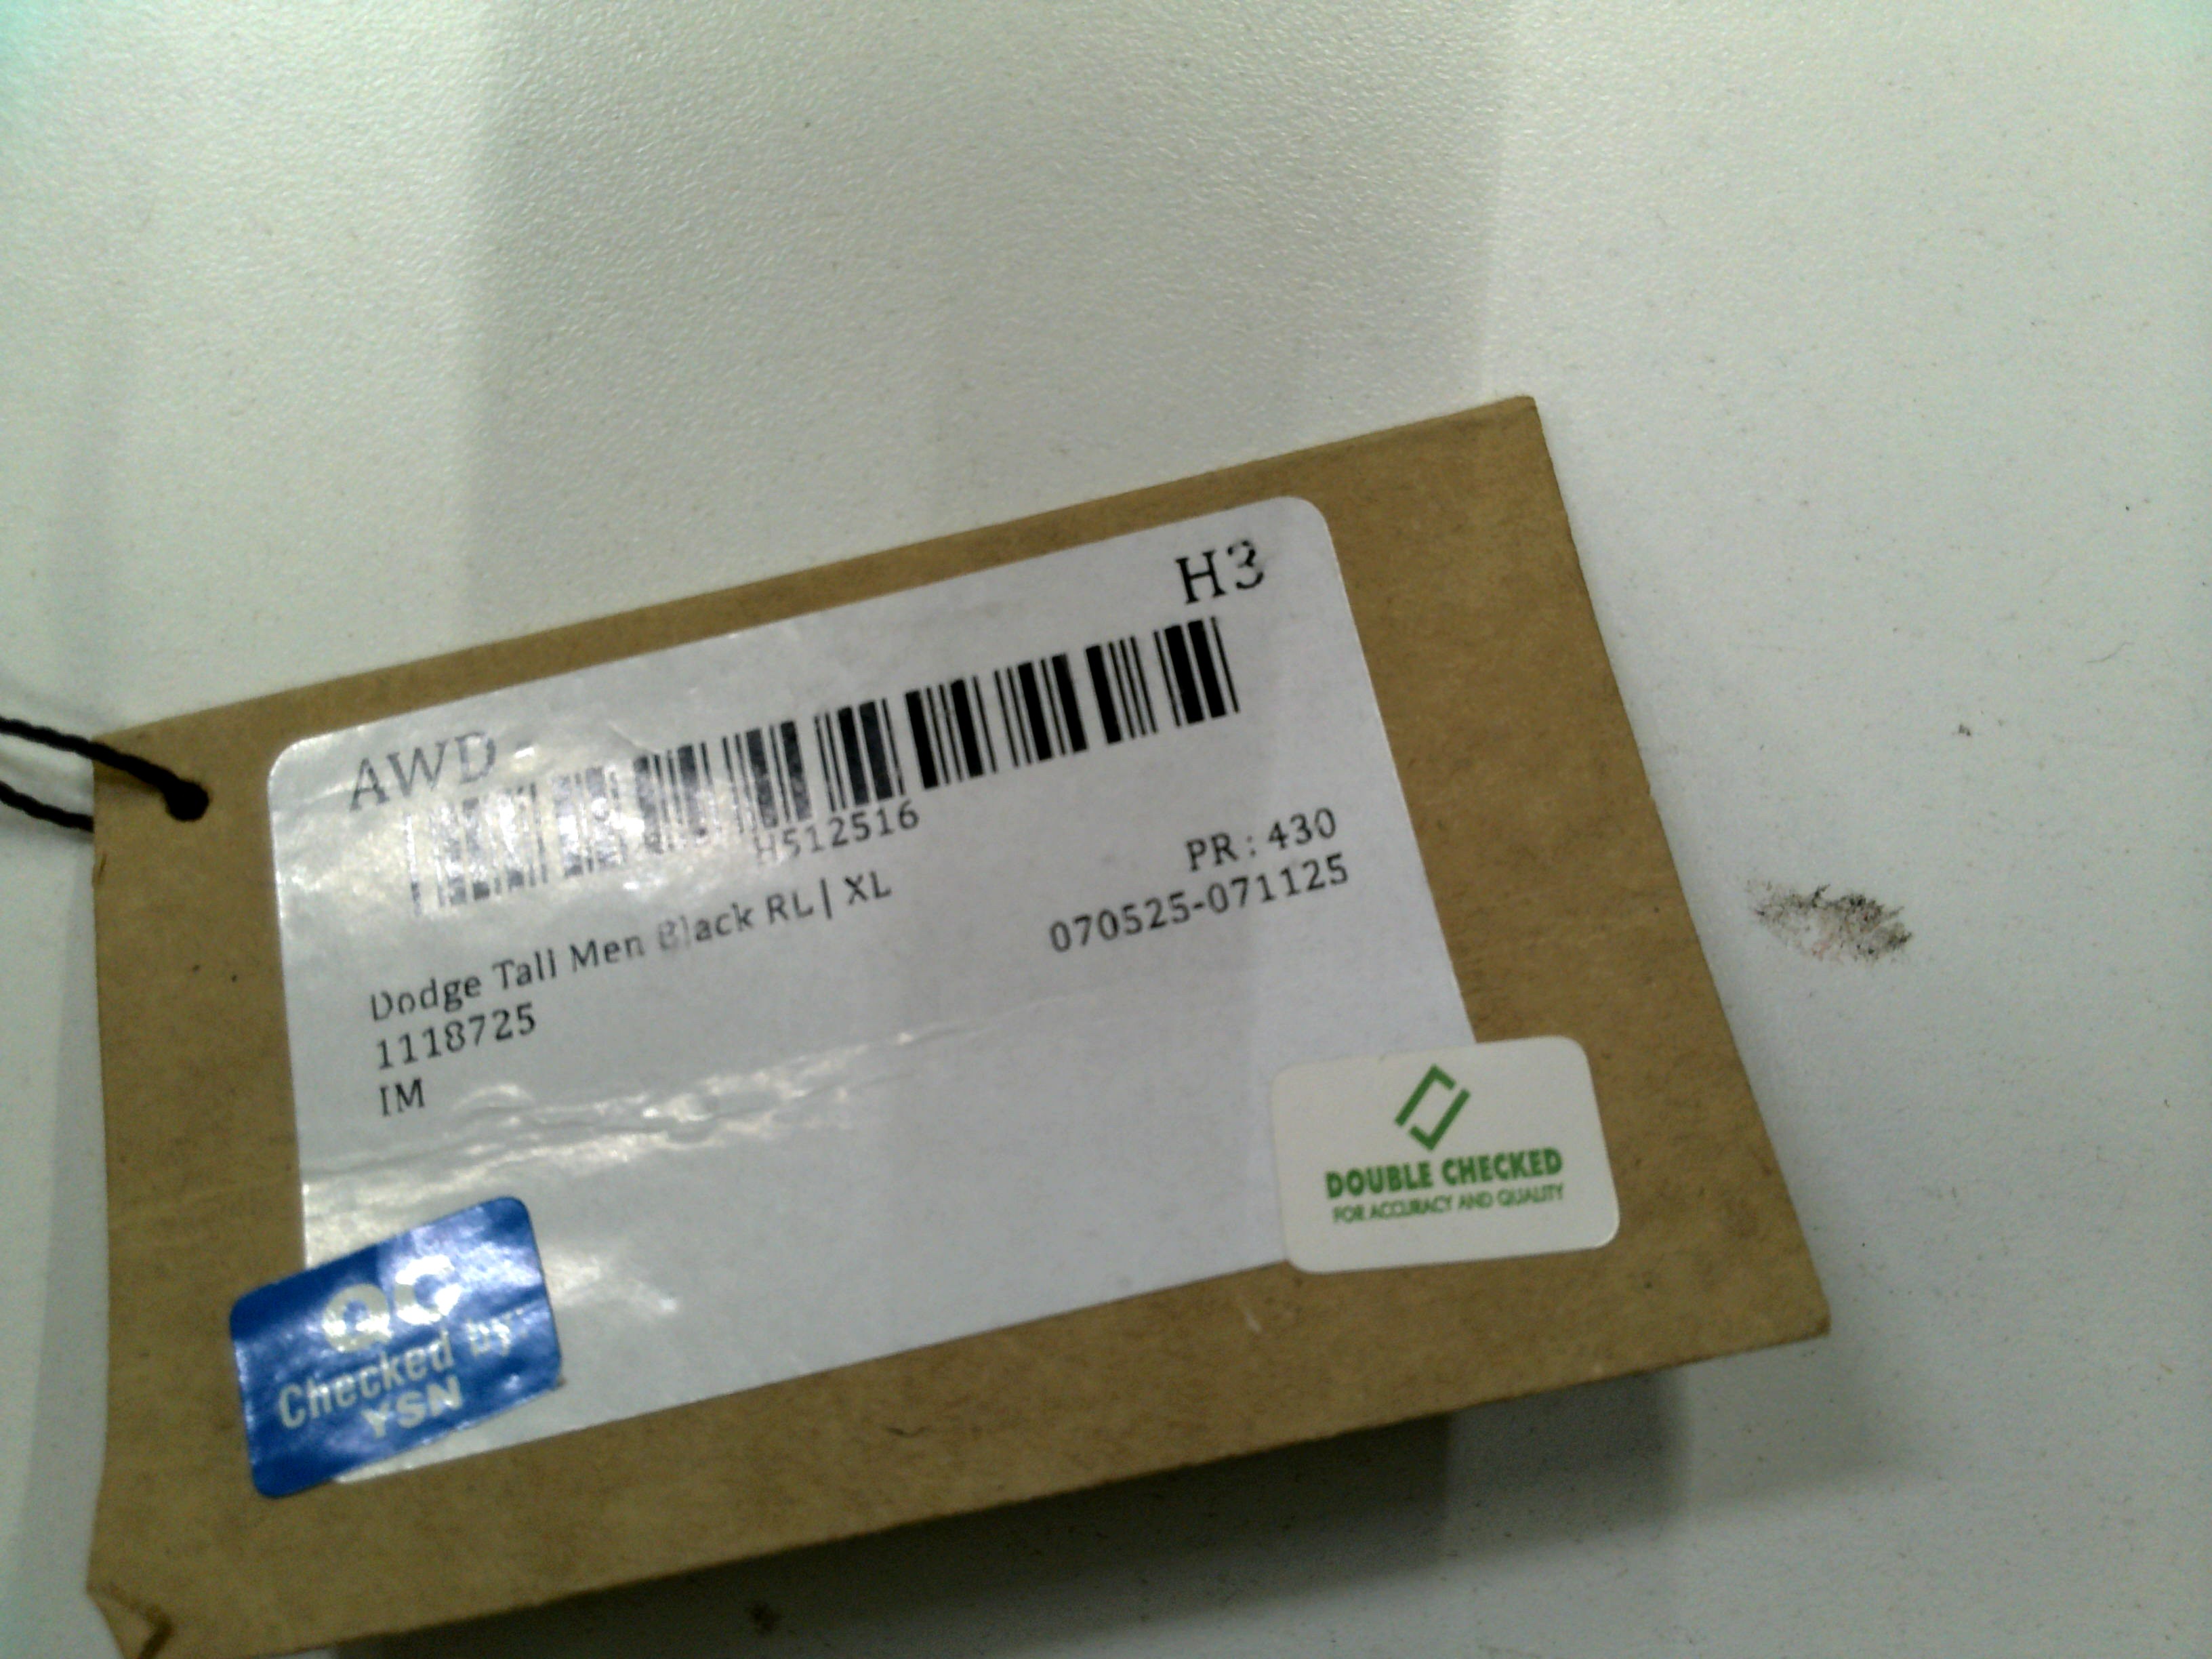 H3
AWD
H512516
PR : 430
Dodge Tall Men Black RL | XL
070525-071125
1118725
IM
DOUBLE CHECKED
FOR ACCURACY AND QUALITY
QC
Checked by:
YSN